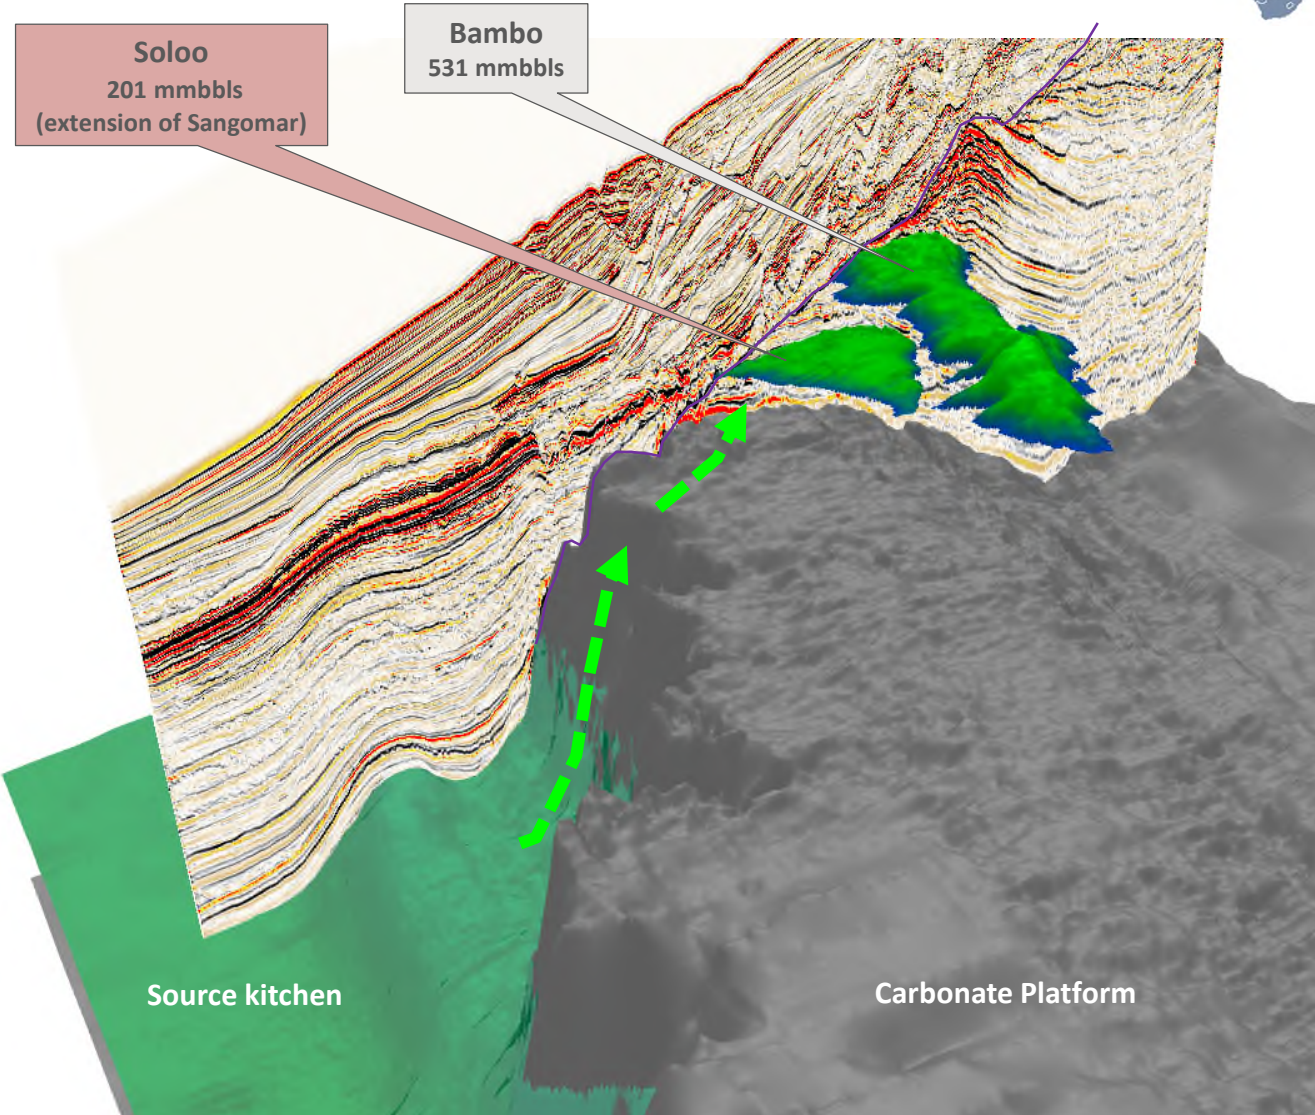 Soloo
201 mmbbls
(extension of Sangomar)
Bambo
531 mmbbls
Source kitchen
Carbonate Platform